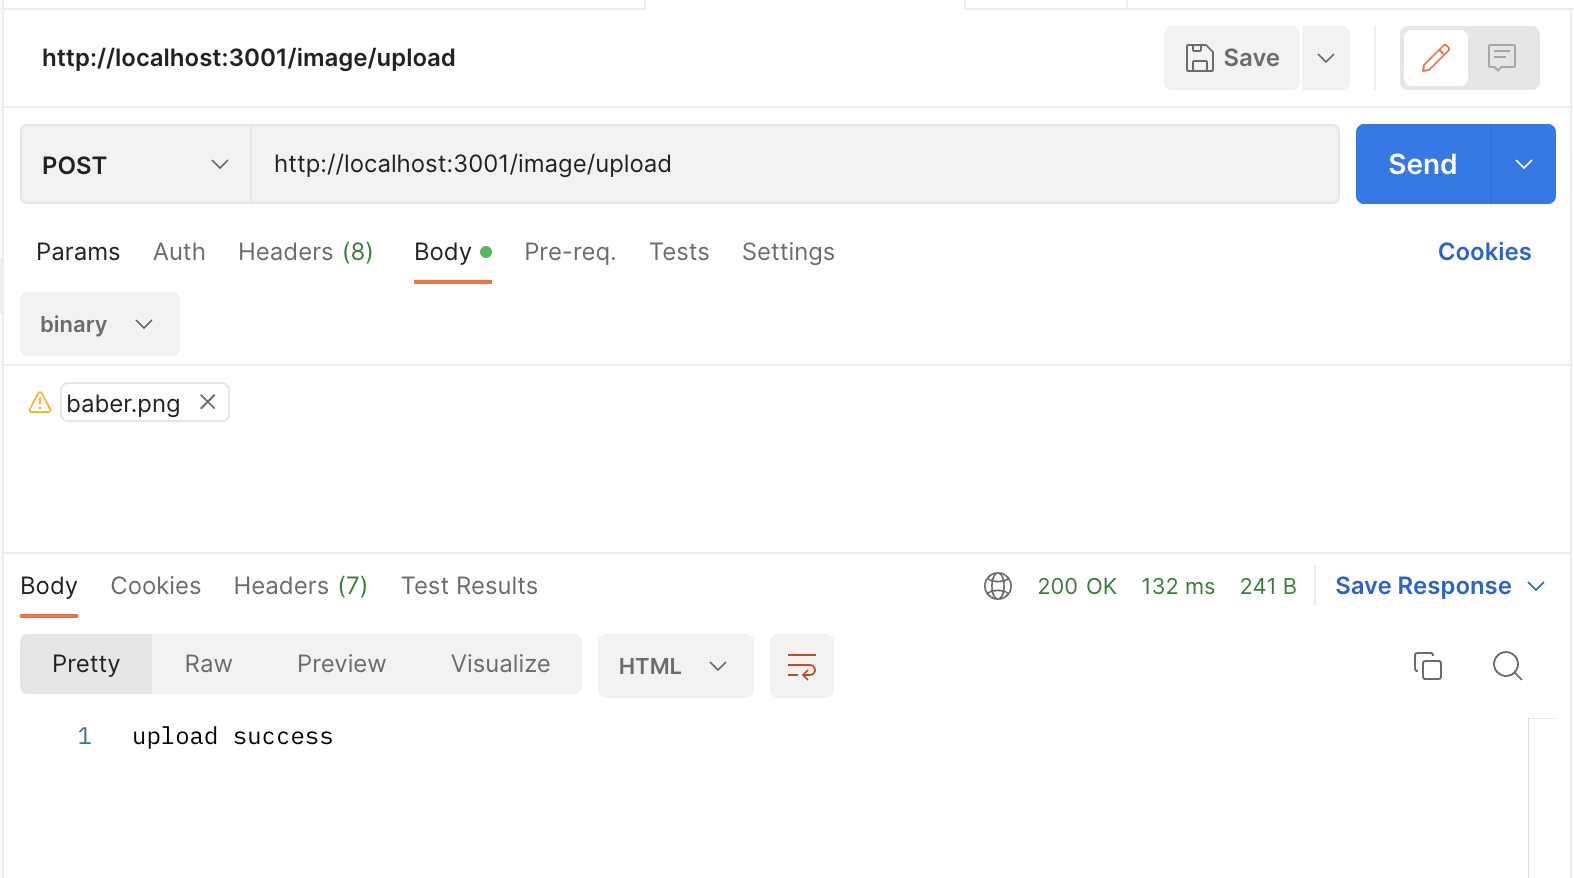 http://localhost:3001/image/upload Save
POST http://localhost:3001/image/upload Send
Params Auth Headers (8) Body Pre-req. Tests Settings Cookies
binary
baber.png
Body Cookies Headers (7) Test Results 200 OK 132 ms 241 B Save Response
Pretty Raw Preview Visualize HTML
1 upload success